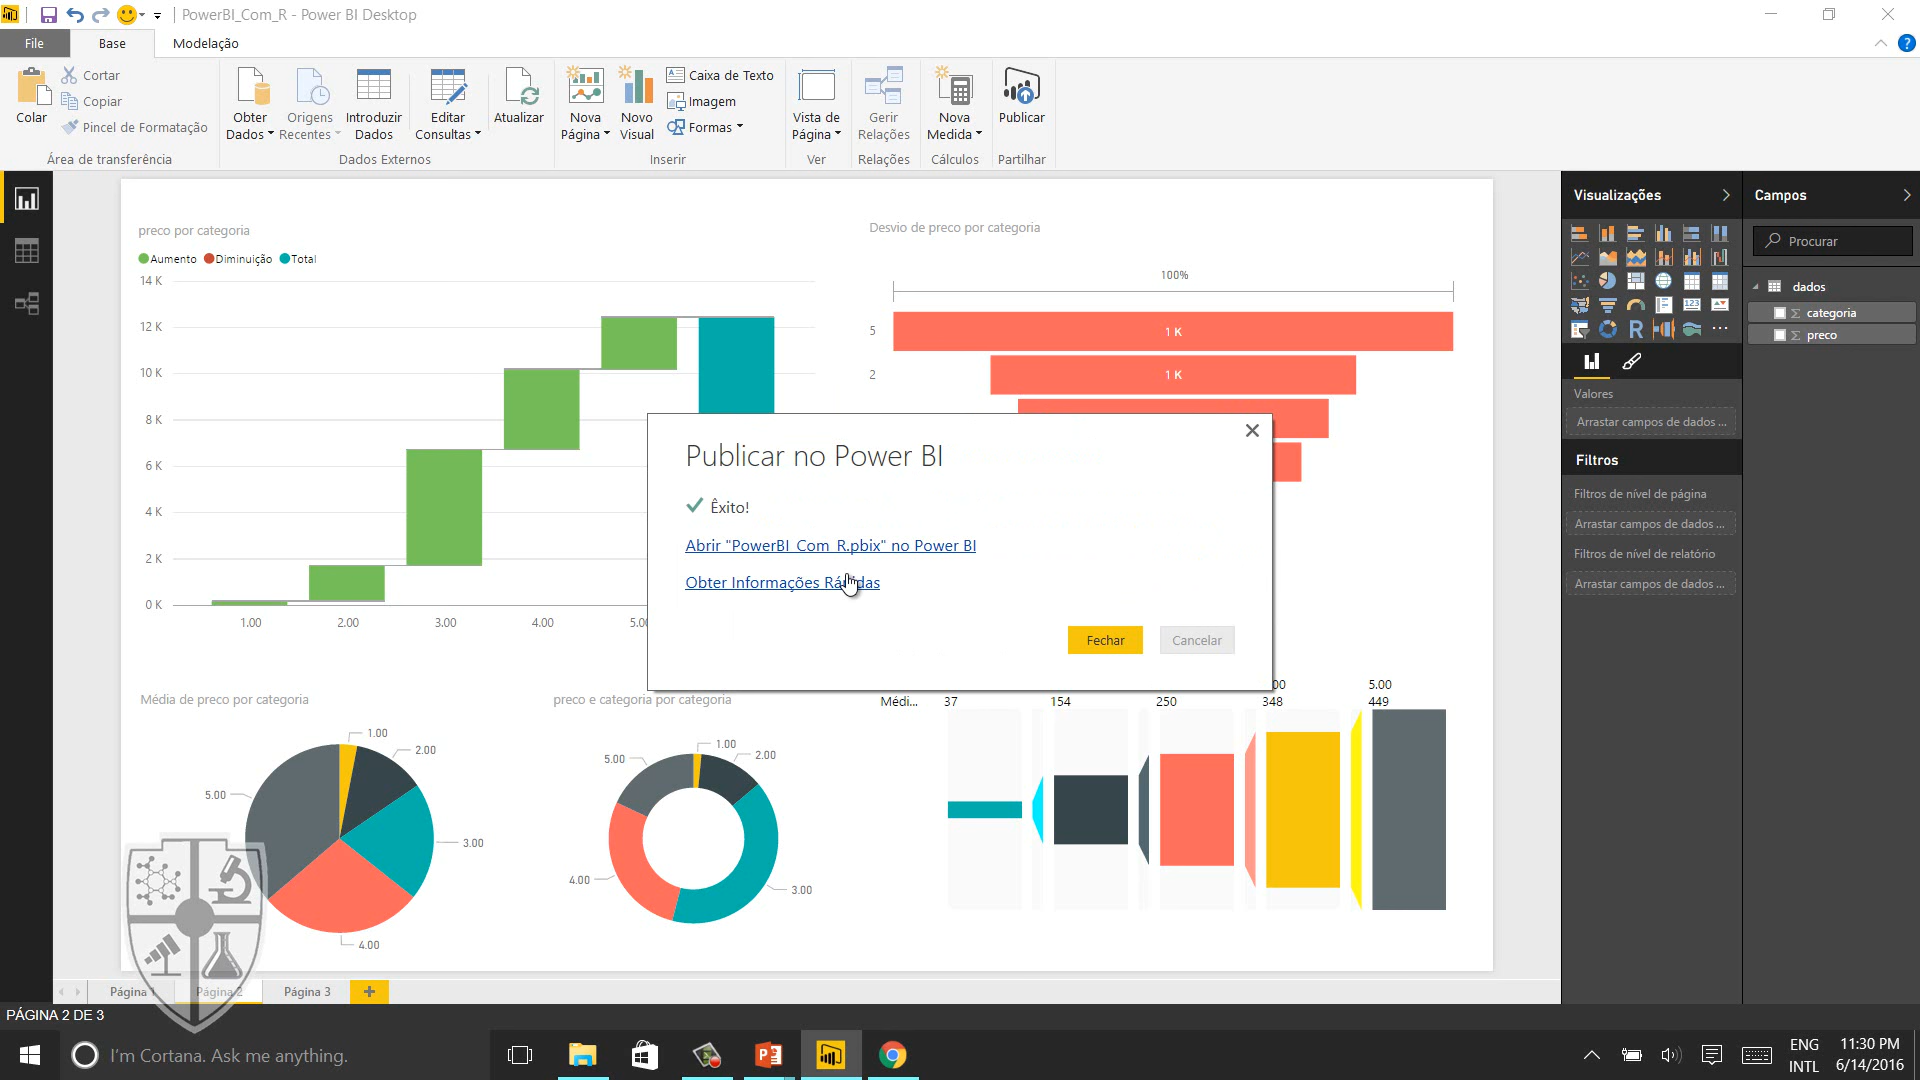 PowerBI_Com_R - Power BI Desktop
File Base Modelação
Colar
Cortar
Copiar
Pincel de Formatação
Área de transferência
Obter Dados
Origens Recentes
Introduzir Dados
Editar Consultas
Atualizar
Dados Externos
Nova Página
Novo Visual
Caixa de Texto
Imagem
Formas
Inserir
Vista de Página
Ver
Gerir Relações
Relações
Nova Medida
Cálculos
Publicar
Partilhar
preco por categoria
Aumento Diminuição Total
14 K
12 K
10 K
8 K
6 K
4 K
2 K
0 K
1.00 2.00 3.00 4.00
Desvio de preco por categoria
100%
5 1 K
2 1 K
Publicar no Power BI
Êxito!
Abrir "PowerBI_Com_R.pbix" no Power BI
Obter Informações
Fechar Cancelar
Média de preco por categoria
1.00
2.00
3.00
4.00
5.00
preco e categoria por categoria
1.00
2.00
3.00
4.00
5.00
5.00
Médi... 37 154 250 348 449
Visualizações
Valores
Arrastar campos de dados ...
Filtros
Filtros de nível de página
Arrastar campos de dados ...
Filtros de nível de relatório
Arrastar campos de dados ...
Campos
Procurar
dados
categoria
preco
Página 1 Página 2 Página 3
PÁGINA 2 DE 3
I'm Cortana. Ask me anything.
ENG
INTL
11:30 PM
6/14/2016